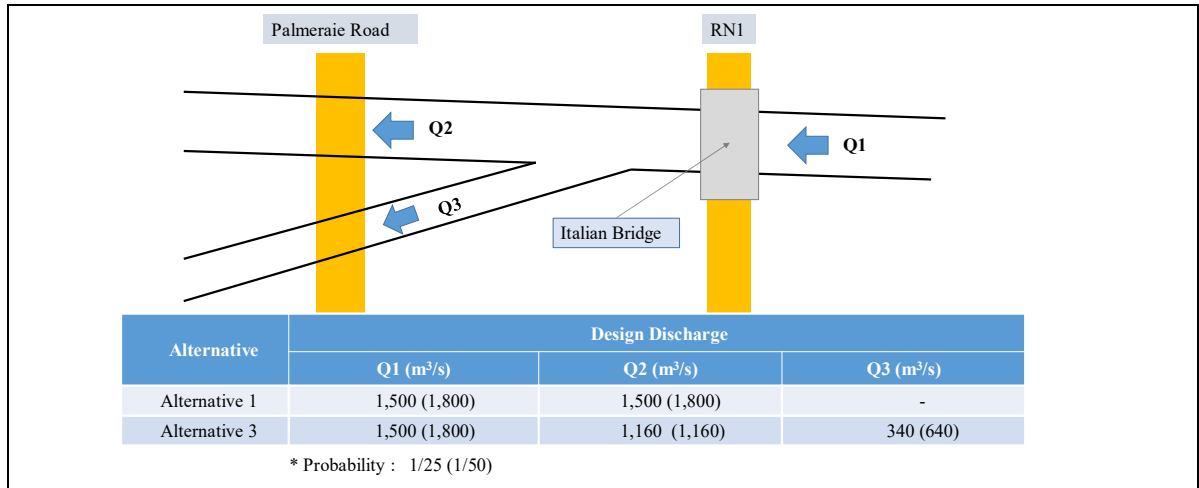 Palmeraie Road RN1
Q2
Q1
Q3
Italian Bridge
Alternative Design Discharge
Q1 (m³/s) Q2 (m³/s) Q3 (m³/s)
Alternative 1 1,500 (1,800) 1,500 (1,800) -
Alternative 3 1,500 (1,800) 1,160 (1,160) 340 (640)
* Probability : 1/25 (1/50)